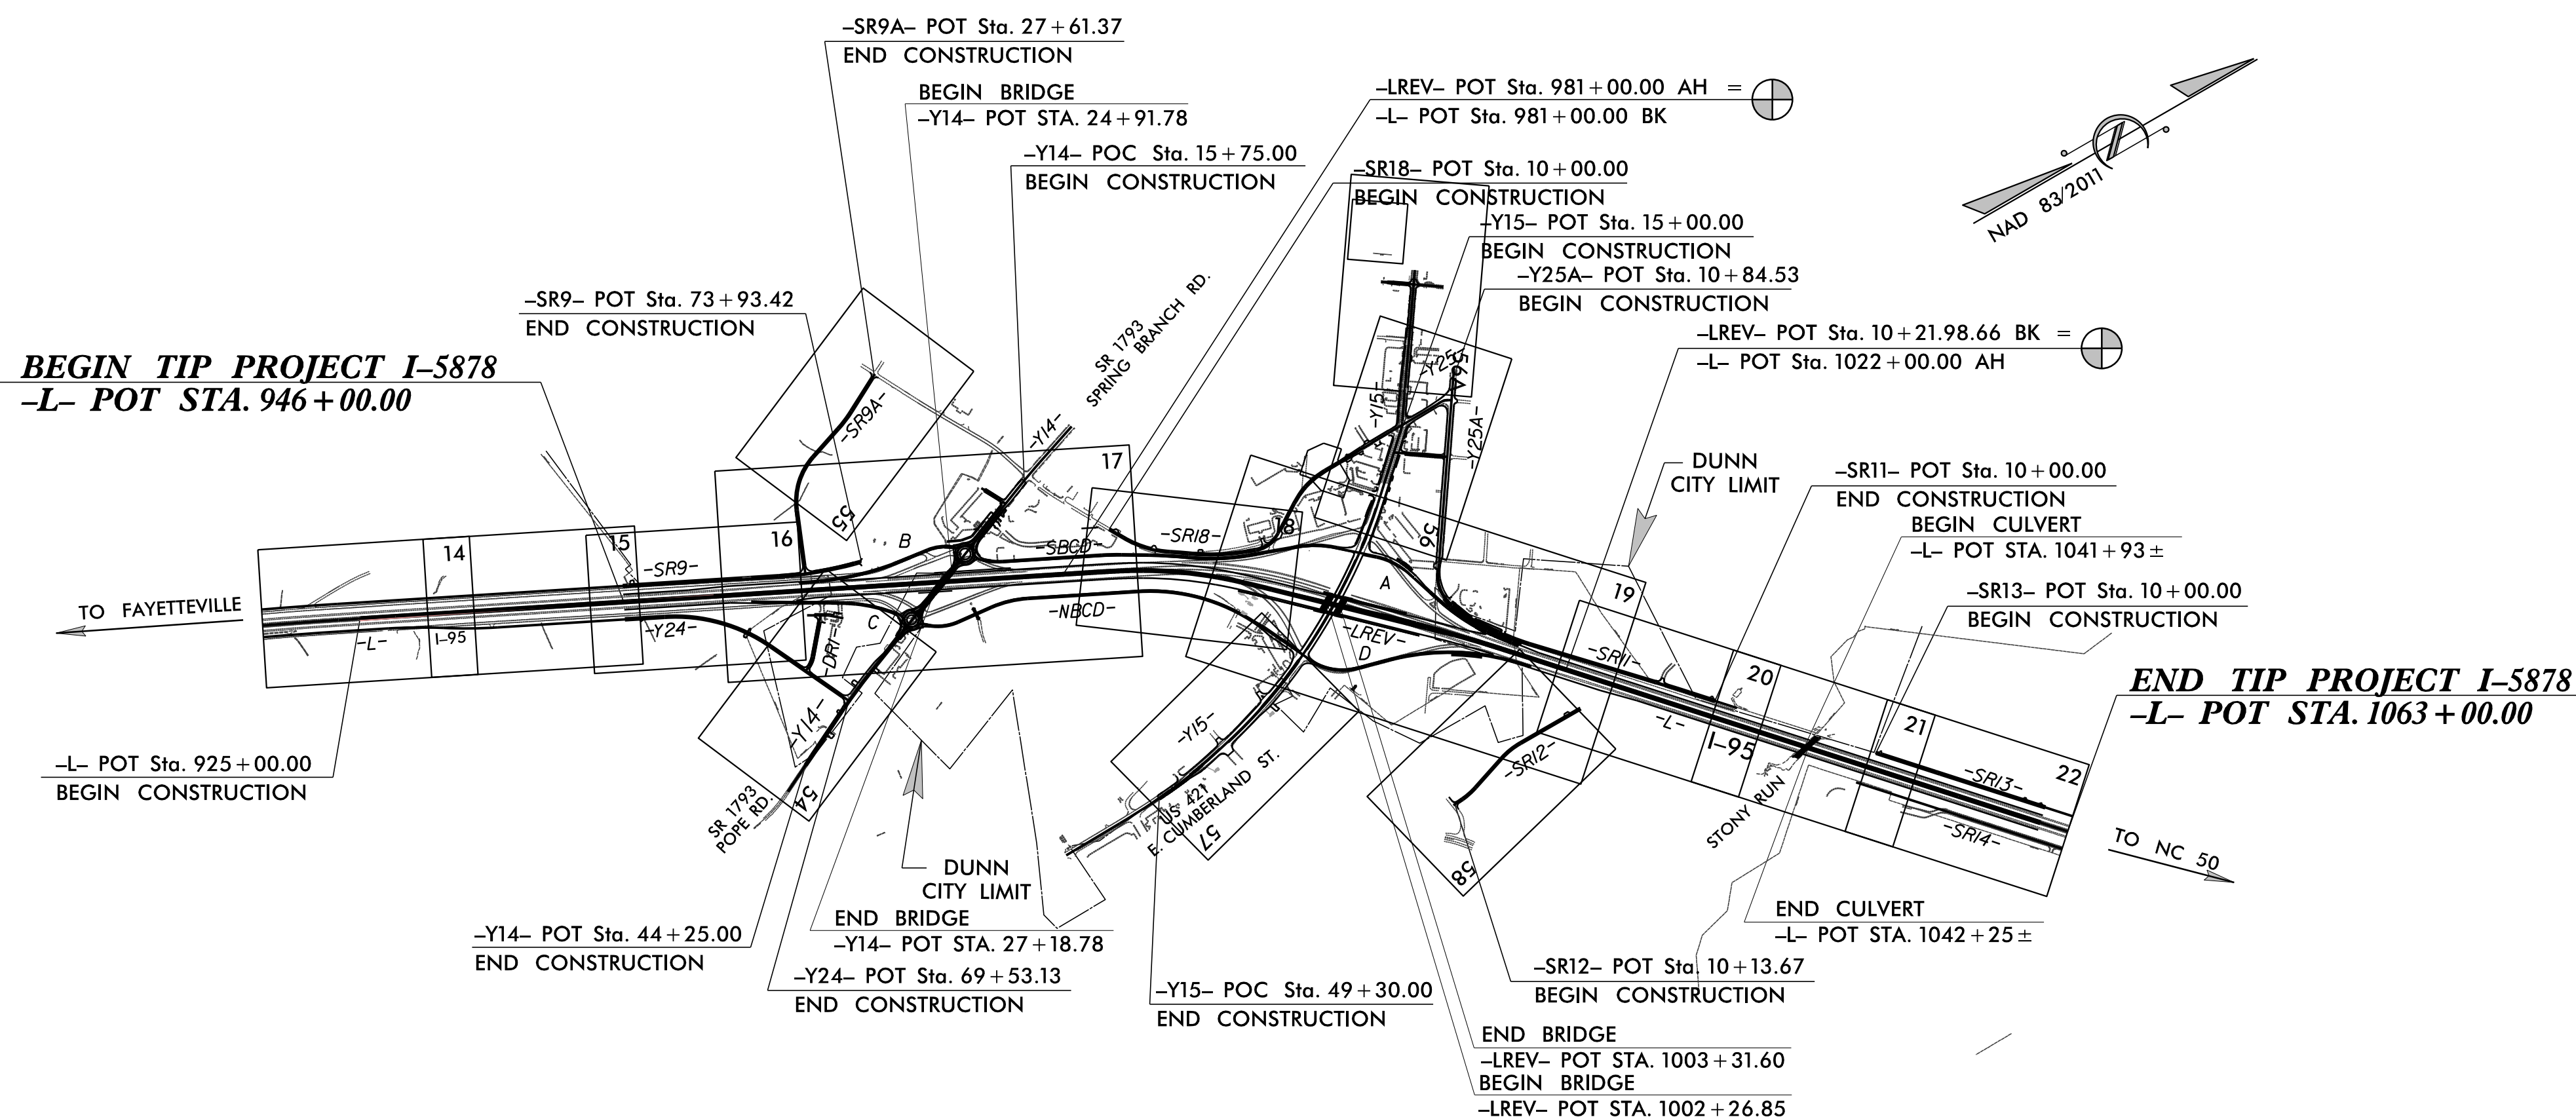 –SR9A– POT Sta. 27+61.37
END CONSTRUCTION
BEGIN BRIDGE
–Y14– POT STA. 24+91.78
–Y14– POC Sta. 15+75.00
BEGIN CONSTRUCTION
–LREV– POT Sta. 981+00.00 AH =
–L– POT Sta. 981+00.00 BK
–SR18– POT Sta. 10+00.00
BEGIN CONSTRUCTION
–Y15– POT Sta. 15+00.00
BEGIN CONSTRUCTION
–Y25A– POT Sta. 10+84.53
BEGIN CONSTRUCTION
–LREV– POT Sta. 10+21.98.66 BK =
–L– POT Sta. 1022+00.00 AH
NAD 83/2011
–SR9– POT Sta. 73+93.42
END CONSTRUCTION
BEGIN TIP PROJECT I–5878
–L– POT STA. 946+00.00
SR 1793
SPRING BRANCH RD.
–SR9A–
–Y14–
–Y15–
–Y25A–
56A
DUNN
CITY LIMIT
–SR11– POT Sta. 10+00.00
END CONSTRUCTION
BEGIN CULVERT
–L– POT STA. 1041+93±
–SR13– POT Sta. 10+00.00
BEGIN CONSTRUCTION
14
15
16
17
18
19
20
21
22
55
56
B
–SBCD–
–SR18–
A
–SR9–
TO FAYETTEVILLE
–L–
I–95
–Y24–
–DR1–
C
–NBCD–
–LREV–
D
–SR11–
–L–
I–95
END TIP PROJECT I–5878
–L– POT STA. 1063+00.00
–Y14–
–Y15–
–SR12–
–SR13–
–SR14–
STONY RUN
TO NC 50
–L– POT Sta. 925+00.00
BEGIN CONSTRUCTION
SR 1793
POPE RD.
54
US 421
E. CUMBERLAND ST.
57
58
DUNN
CITY LIMIT
END BRIDGE
–Y14– POT STA. 27+18.78
–Y14– POT Sta. 44+25.00
END CONSTRUCTION
–Y24– POT Sta. 69+53.13
END CONSTRUCTION
–Y15– POC Sta. 49+30.00
END CONSTRUCTION
END CULVERT
–L– POT STA. 1042+25±
–SR12– POT Sta. 10+13.67
BEGIN CONSTRUCTION
END BRIDGE
–LREV– POT STA. 1003+31.60
BEGIN BRIDGE
–LREV– POT STA. 1002+26.85